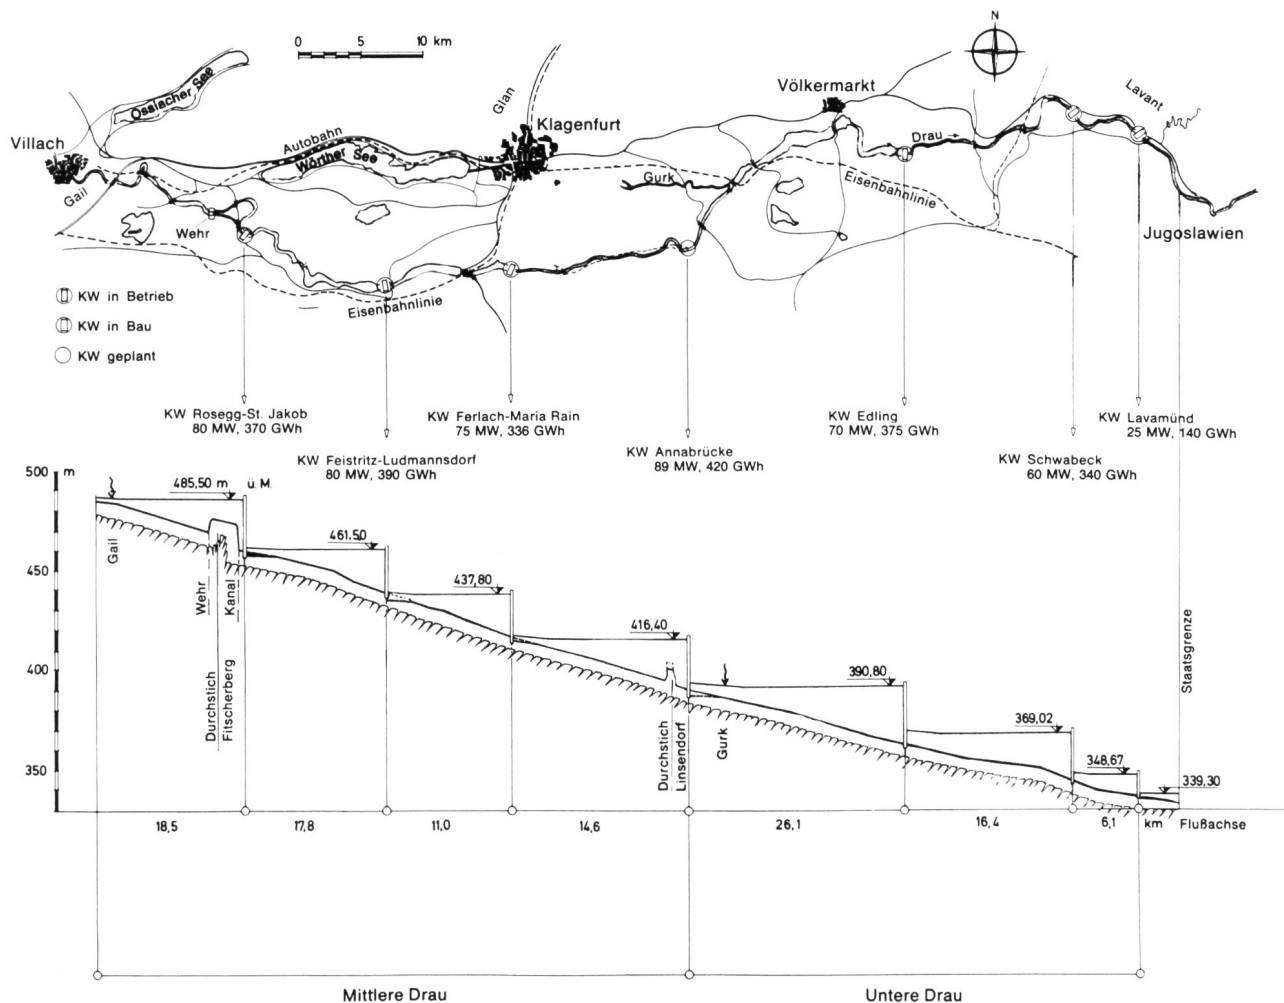 N
0 5 10 km
Ossiacher See
Völkermarkt
Lavant
Glan
Villach
Klagenfurt
Autobahn
Wörther See
Drau
Gail
Gurk
Eisenbahnlinie
Wehr
Jugoslawien
KW in Betrieb
Eisenbahnlinie
KW in Bau
KW geplant
KW Rosegg-St. Jakob
80 MW, 370 GWh
KW Ferlach-Maria Rain
75 MW, 336 GWh
KW Edling
70 MW, 375 GWh
KW Lavamünd
25 MW, 140 GWh
KW Feistritz-Ludmannsdorf
80 MW, 390 GWh
KW Annabrücke
89 MW, 420 GWh
KW Schwabeck
60 MW, 340 GWh
500 m
485,50 m ü. M.
461,50
450
437,80
416,40
400
390,80
369,02
350
348,67
339,30
Gail
Wehr
Kanal
Durchstich
Fitscherberg
Durchstich
Linsendorf
Gurk
Staatsgrenze
18,5 17,8 11,0 14,6 26,1 16,4 6,1 km Flußachse
Mittlere Drau Untere Drau